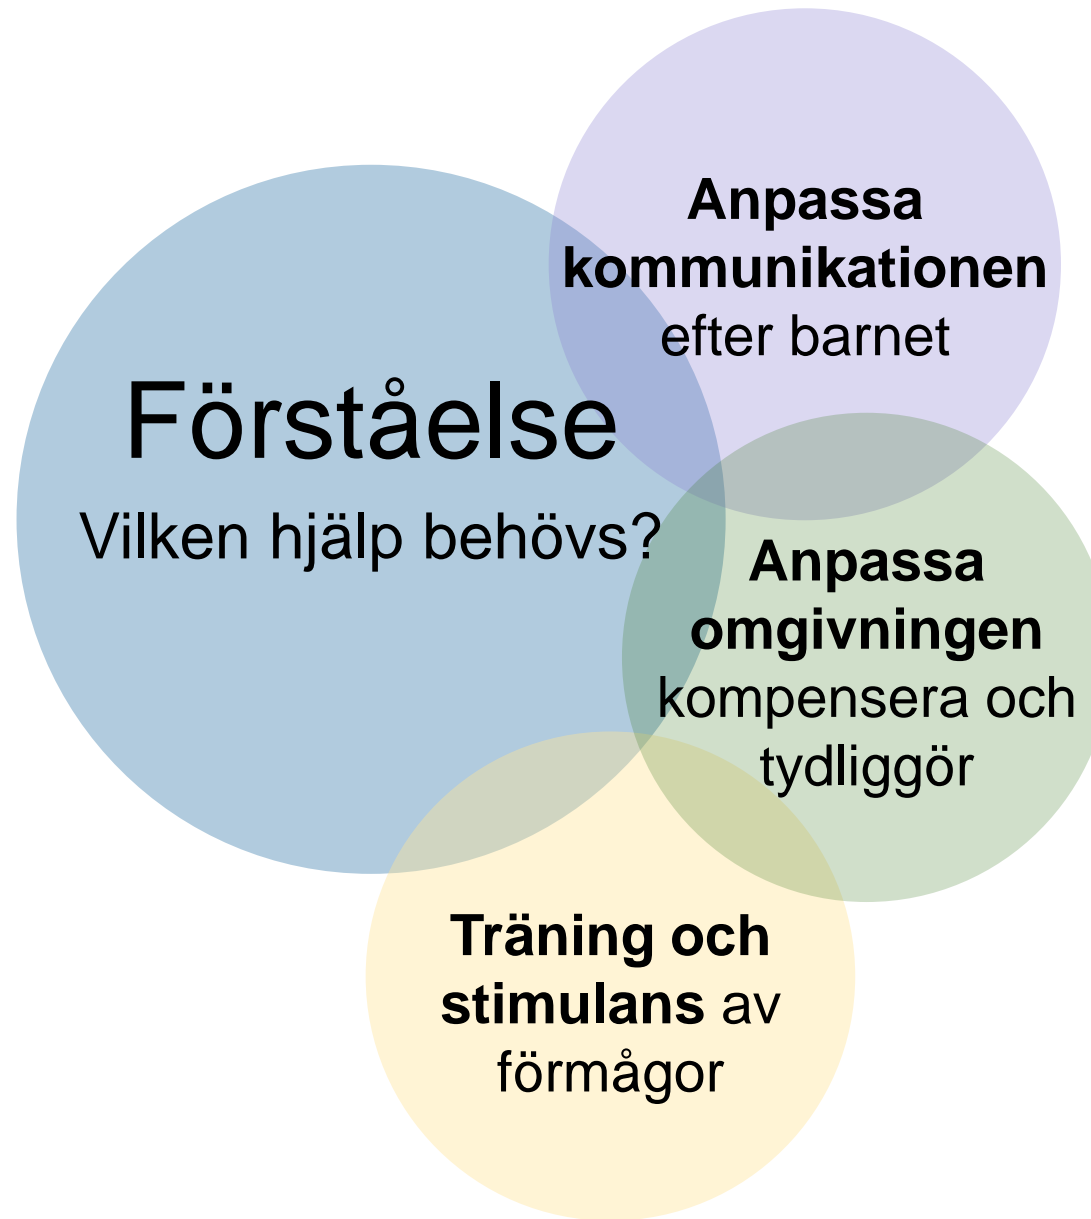 Förståelse
Vilken hjälp behövs?
Anpassa
kommunikationen
efter barnet
Anpassa
omgivningen
kompensera och
tydliggör
Träning och
stimulans av
förmågor